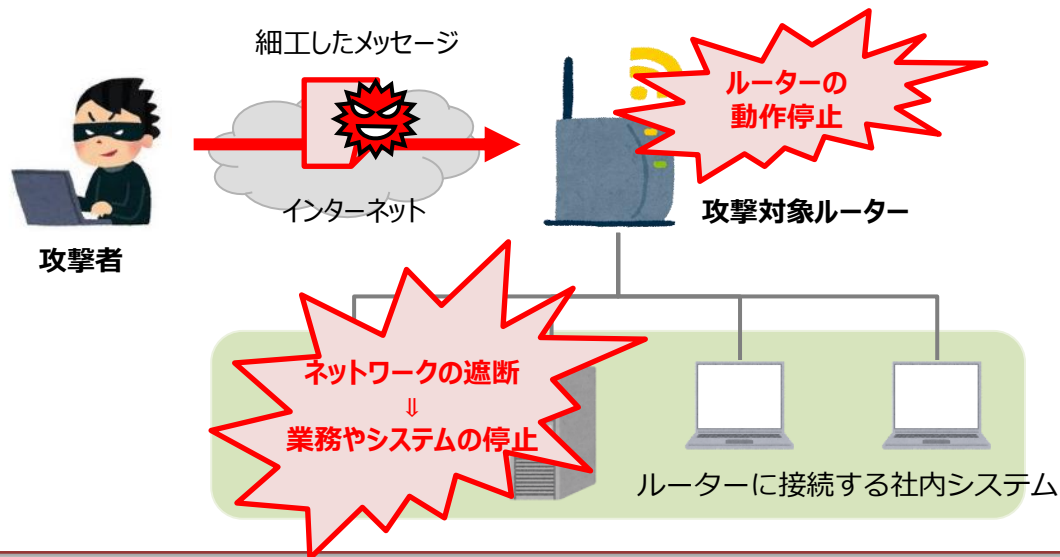 細工したメッセージ
ルーターの
動作停止
インターネット
攻撃対象ルーター
攻撃者
ネットワークの遮断
⇓
業務やシステムの停止
ルーターに接続する社内システム